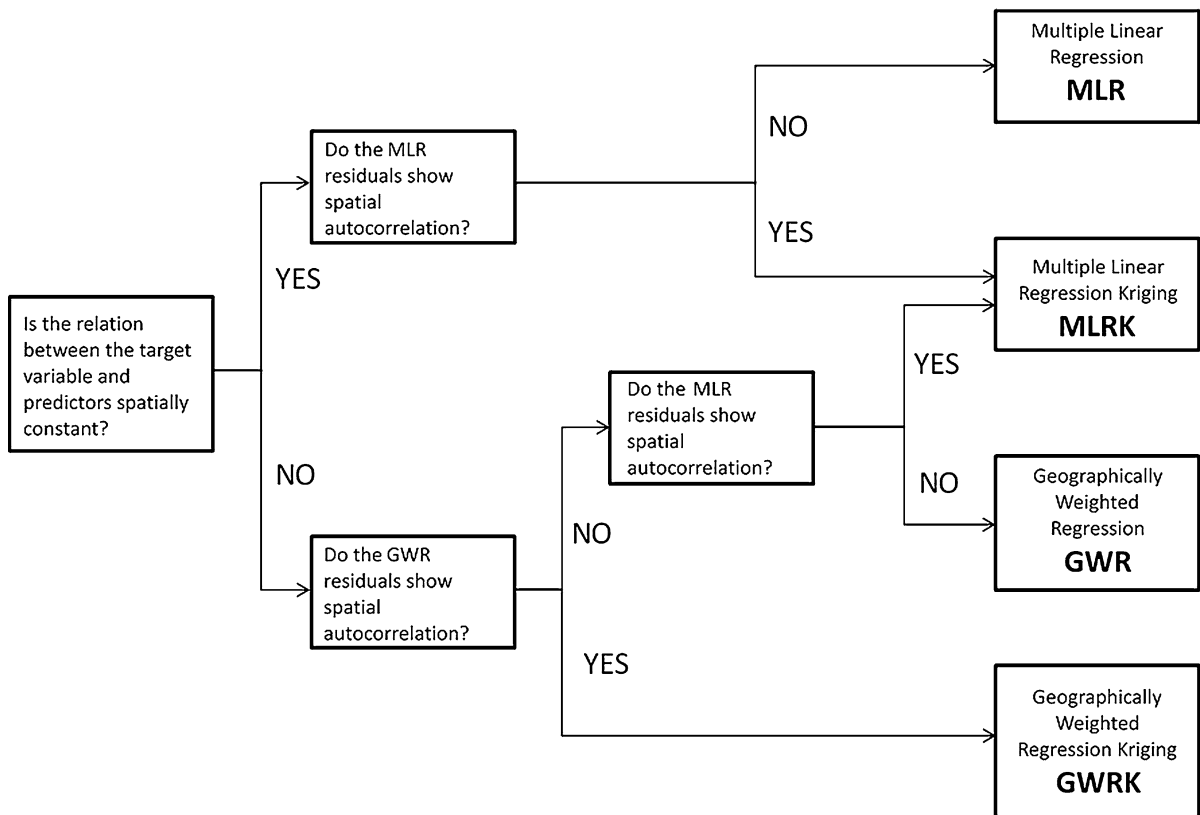 Is the relation
between the target
variable and
predictors spatially
constant?
YES
NO
Do the MLR
residuals show
spatial
autocorrelation?
Do the GWR
residuals show
spatial
autocorrelation?
NO
YES
NO
YES
Do the MLR
residuals show
spatial
autocorrelation?
YES
NO
Multiple Linear
Regression
MLR
Multiple Linear
Regression Kriging
MLRK
Geographically
Weighted
Regression
GWR
Geographically
Weighted
Regression Kriging
GWRK